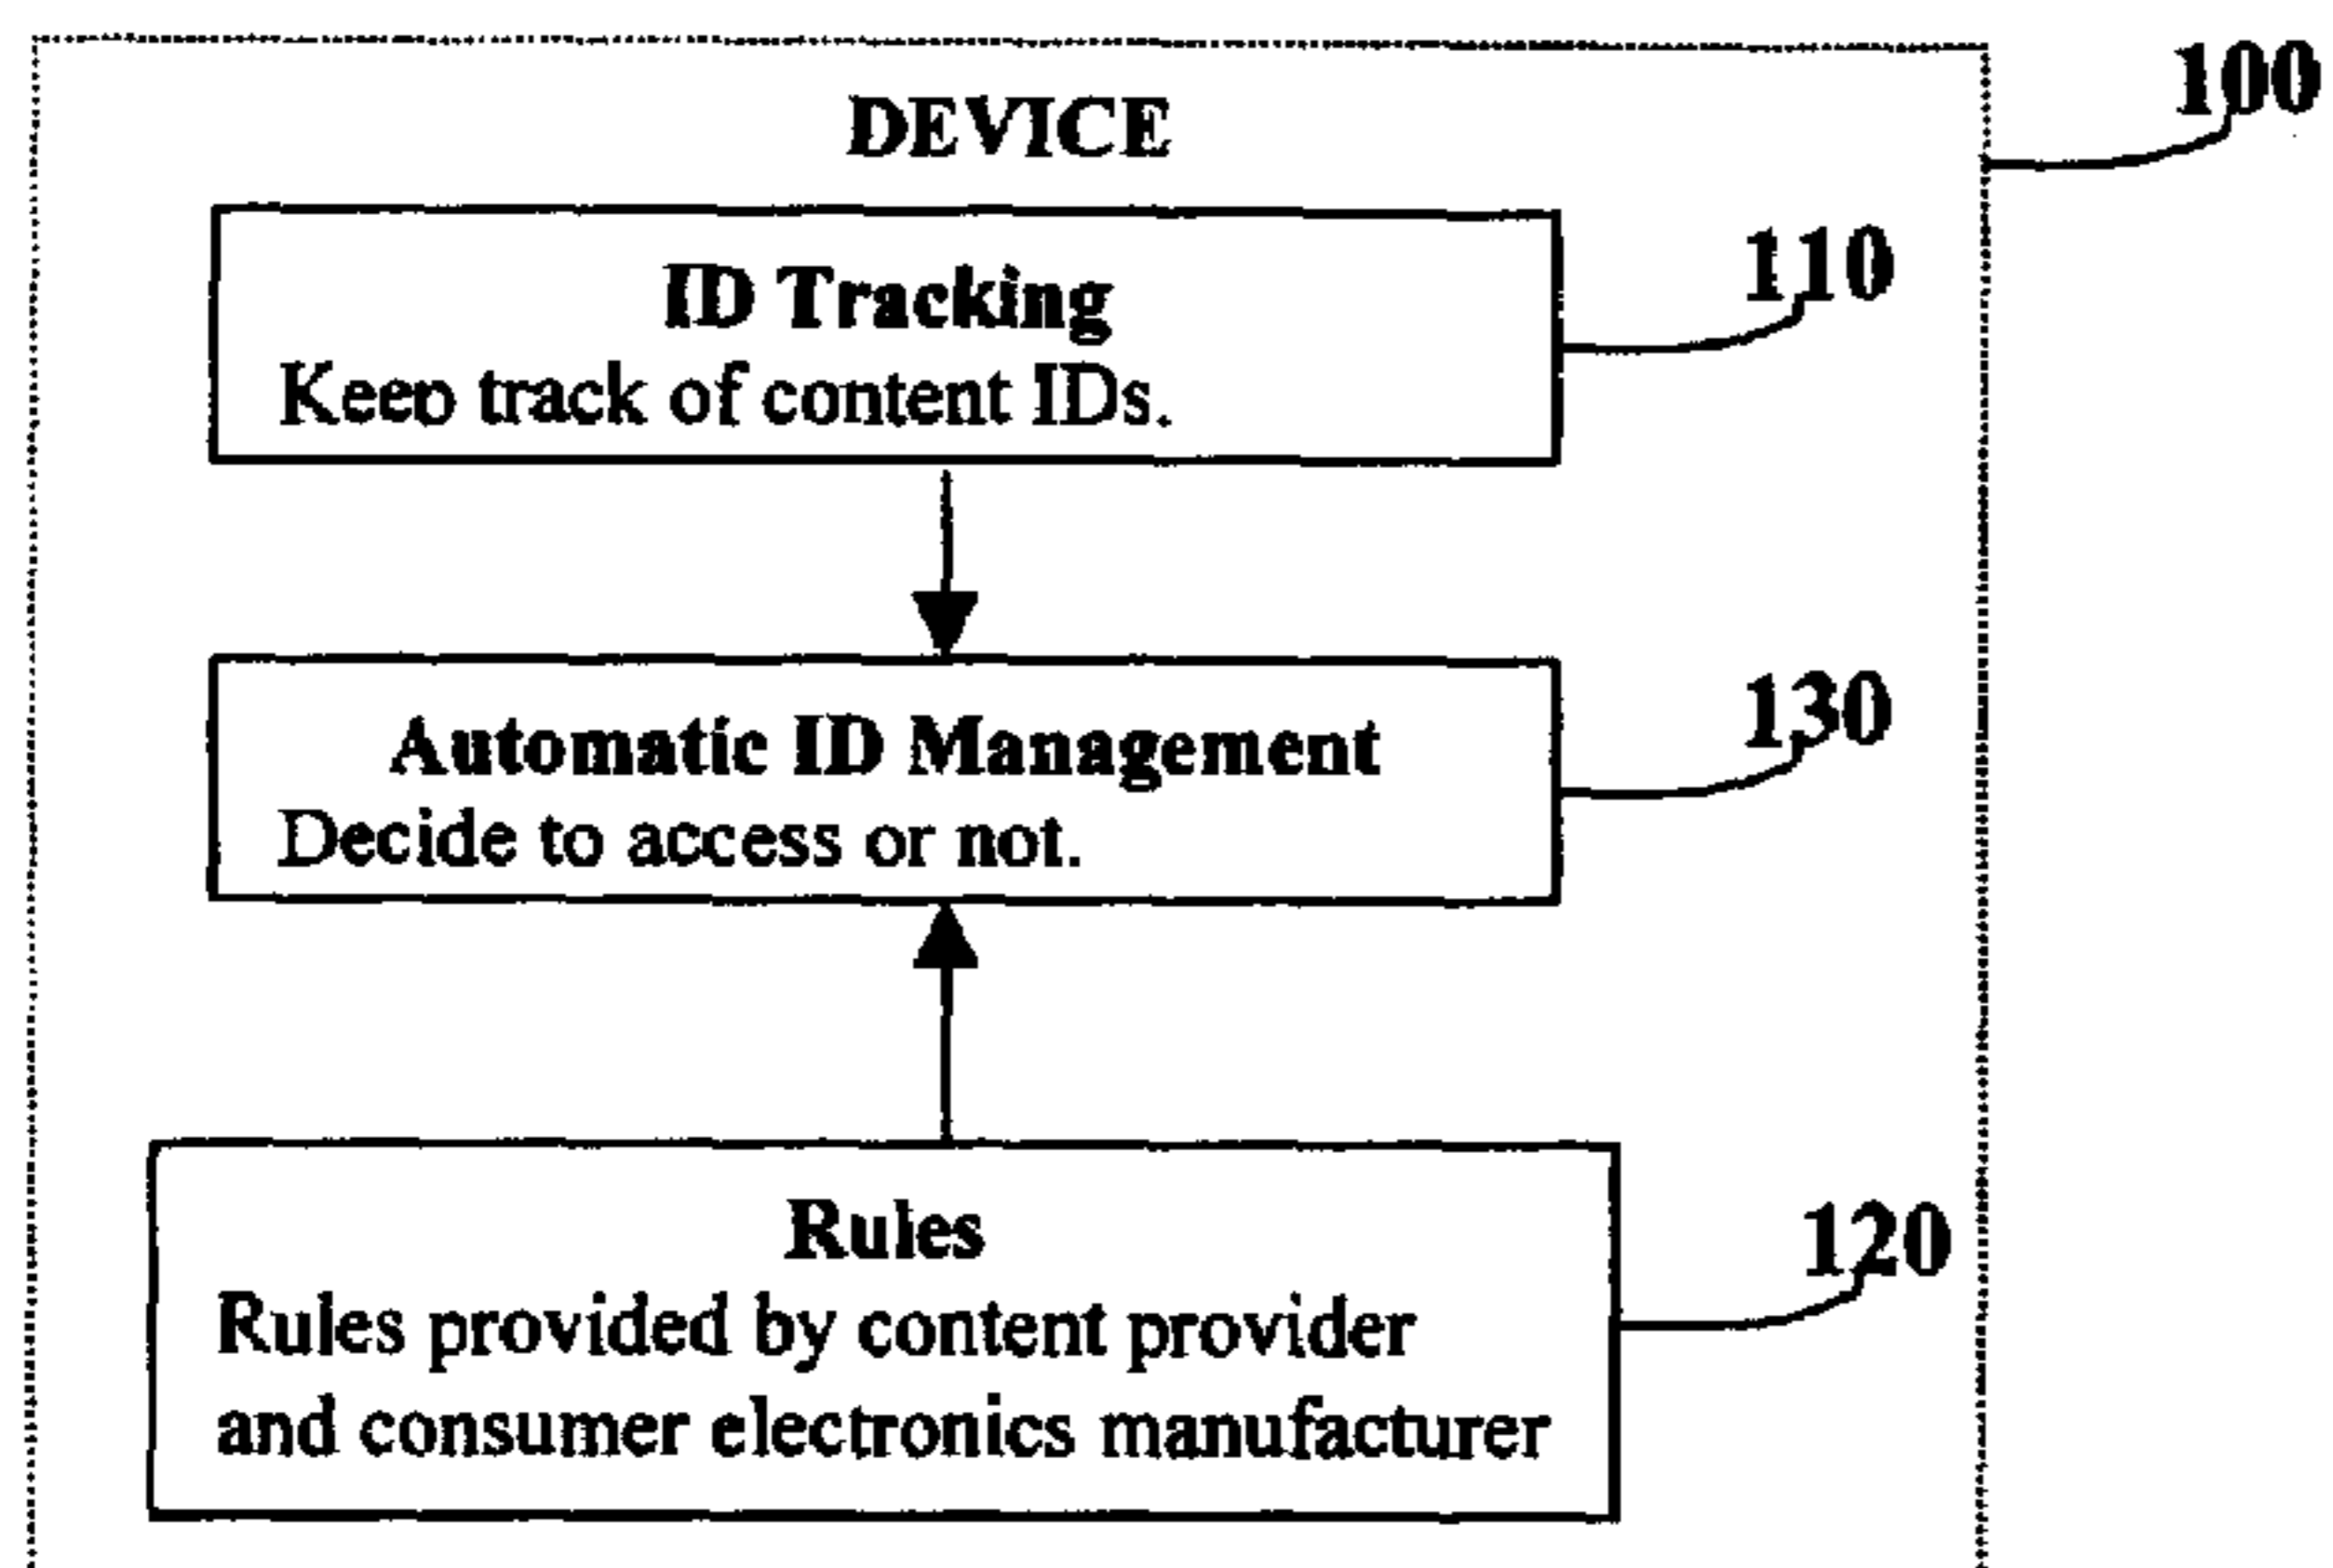 100
DEVICE
110
ID Tracking
Keep track of content IDs.
130
Automatic ID Management
Decide to access or not.
120
Rules
Rules provided by content provider
and consumer electronics manufacturer